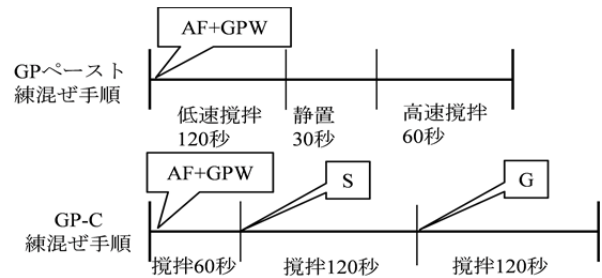 AF+GPW
GPペースト
練混ぜ手順
低速撹拌
120秒
静置
30秒
高速撹拌
60秒
AF+GPW
S
G
GP-C
練混ぜ手順
撹拌60秒
撹拌120秒
撹拌120秒